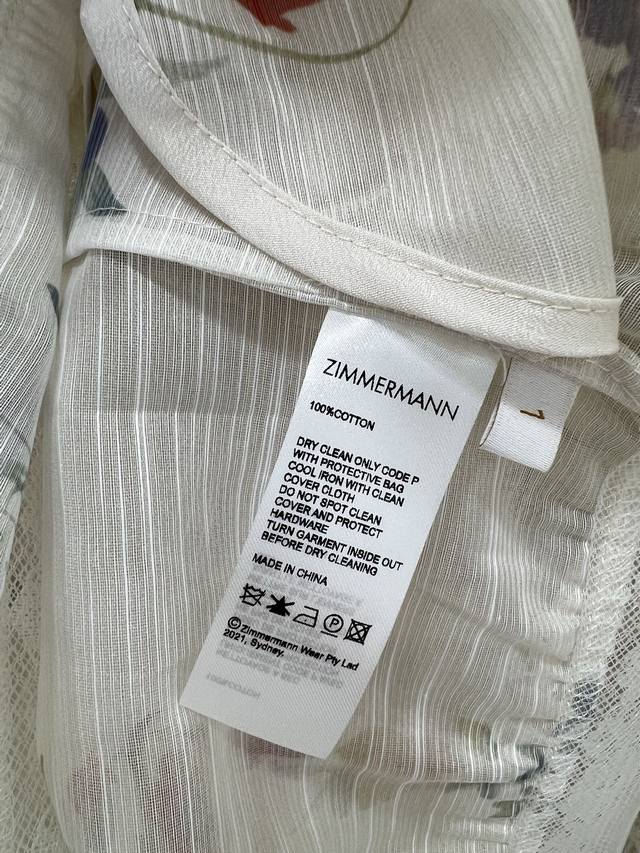 ZIMMERMANN
100%COTTON
DRY CLEAN ONLY CODE P
WITH PROTECTIVE BAG
COOL IRON WITH CLEAN
COVER CLOTH
DO NOT SPOT CLEAN
COVER AND PROTECT
HARDWARE
TURN GARMENT INSIDE OUT
BEFORE DRY CLEANING
MADE IN CHINA
P
©Zimmermann Wear Pty Lad
2021, Sydney.
1